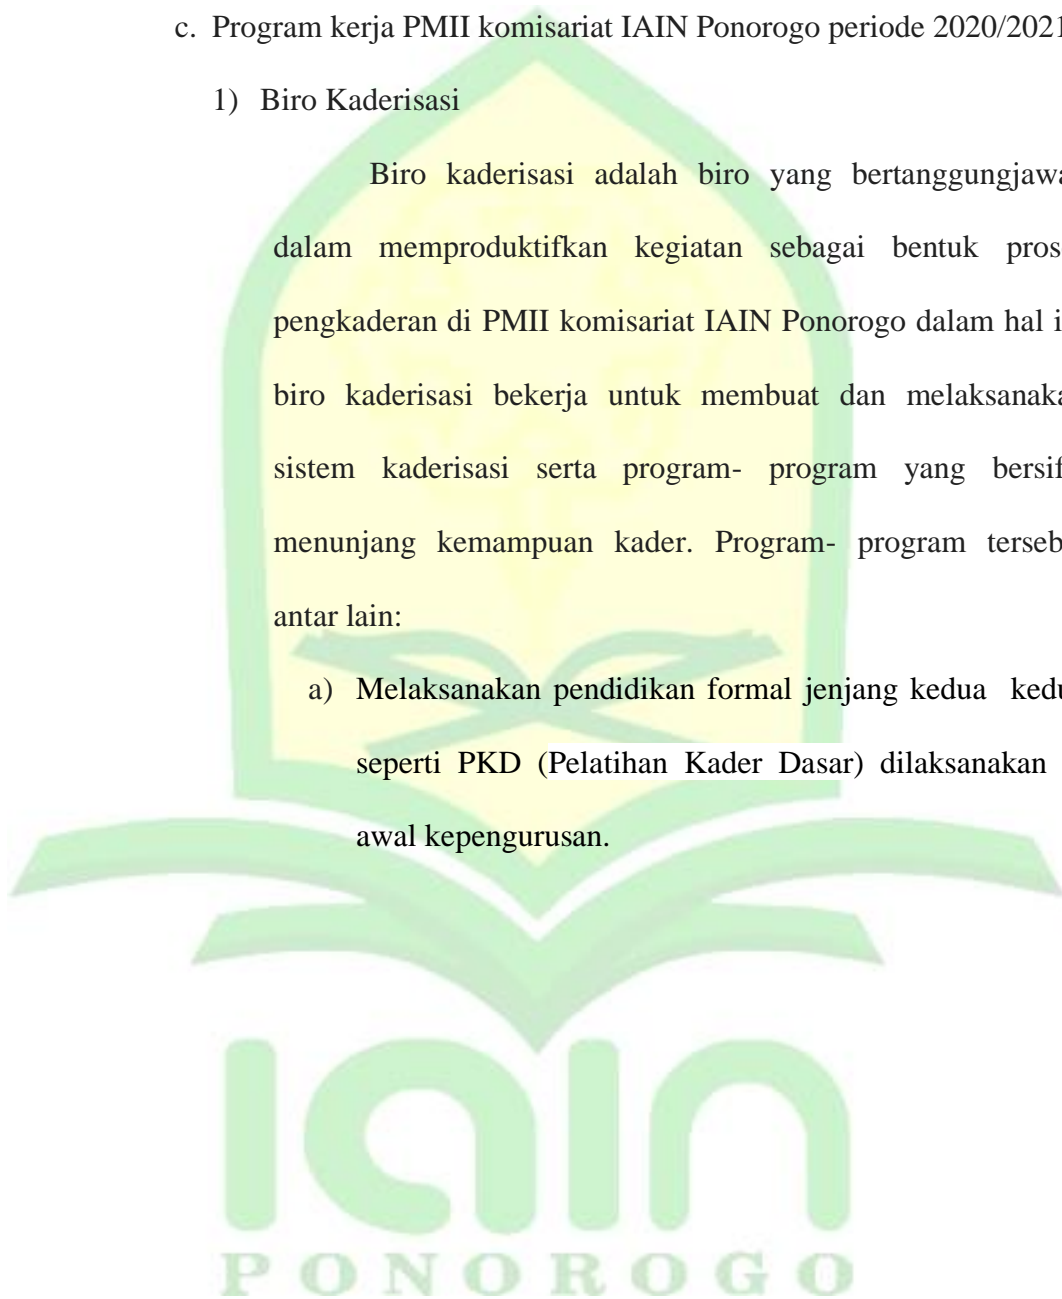 c. Program kerja PMII komisariat IAIN Ponorogo periode 2020/2021
1) Biro Kaderisasi
Biro kaderisasi adalah biro yang bertanggungjawa
dalam memproduktifkan kegiatan sebagai bentuk pros
pengkaderan di PMII komisariat IAIN Ponorogo dalam hal i
biro kaderisasi bekerja untuk membuat dan melaksanaka
sistem kaderisasi serta program- program yang bersif
menunjang kemampuan kader. Program- program terseb
antar lain:
a) Melaksanakan pendidikan formal jenjang kedua kedu
seperti PKD (Pelatihan Kader Dasar) dilaksanakan
awal kepengurusan.
iain
PONOROGO